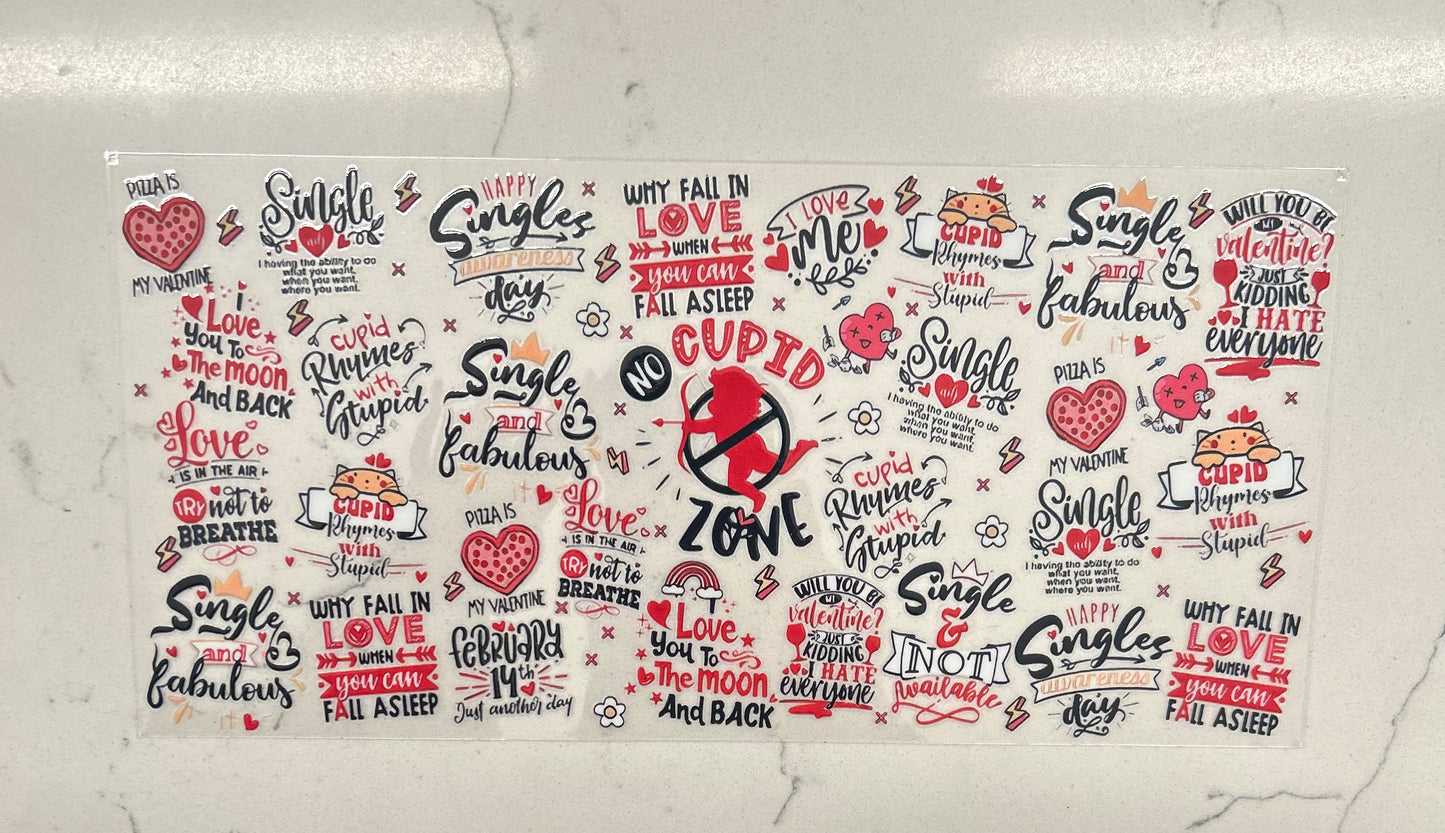 PIZZA IS
MY VALENTINE
Single
adj
I having the ability to do
what you want,
when you want,
where you want.
HAPPY
Singles
awareness
day
WHY FALL IN
LOVE
WHEN
you can
FALL ASLEEP
I LOVE
Me
CUPID
Rhymes
with
Stupid
Single
and
fabulous
WILL YOU BE
MY
valentine?
JUST
KIDDING
I HATE
everyone
I
Love
You To
The moon
And BACK
cupid
Rhymes
with
Stupid
Single
and
fabulous
NO
CUPID
ZONE
Single
adj
I having the ability to do
what you want,
when you want,
where you want.
PIZZA IS
MY VALENTINE
Love
IS IN THE AIR
TRY not to
BREATHE
CUPID
Rhymes
with
Stupid
PIZZA IS
MY VALENTINE
Love
IS IN THE AIR
TRY not to
BREATHE
cupid
Rhymes
with
Stupid
Single
adj
I having the ability to do
what you want,
when you want,
where you want.
CUPID
Rhymes
with
Stupid
Single
and
fabulous
WHY FALL IN
LOVE
WHEN
you can
FALL ASLEEP
FEBRUARY
14th
Just another day
I
Love
You To
The moon
And BACK
WILL YOU BE
MY
valentine?
JUST
KIDDING
I HATE
everyone
Single
&
NOT
Available
HAPPY
Singles
awareness
day
WHY FALL IN
LOVE
WHEN
you can
FALL ASLEEP